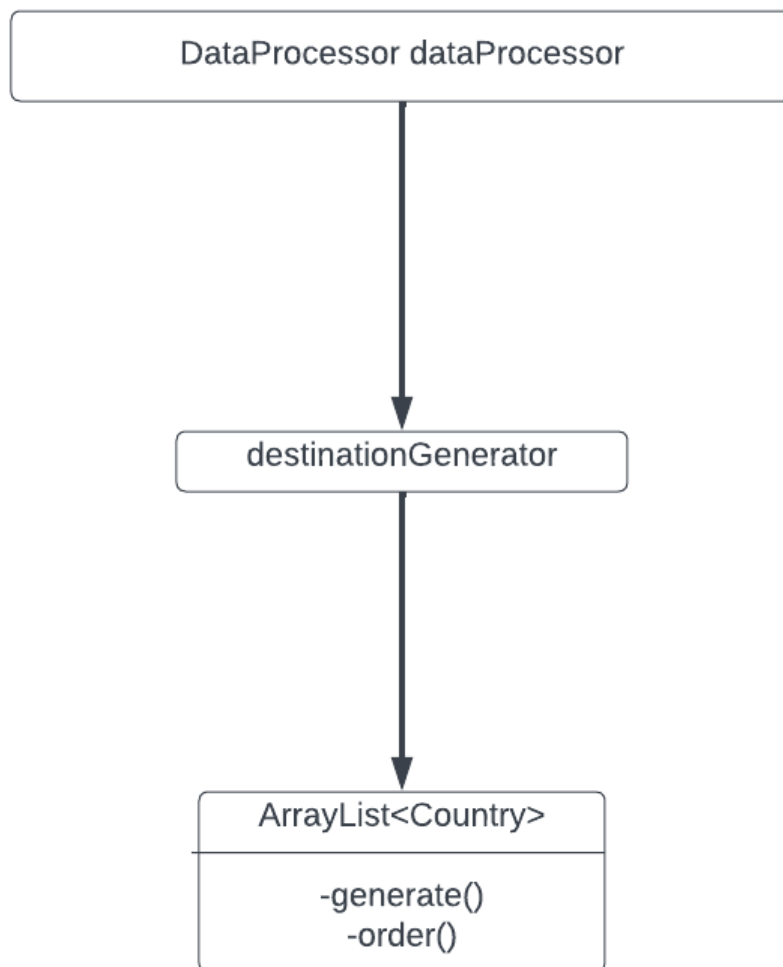 DataProcessor dataProcessor
destinationGenerator
ArrayList<Country>
-generate()
-order()